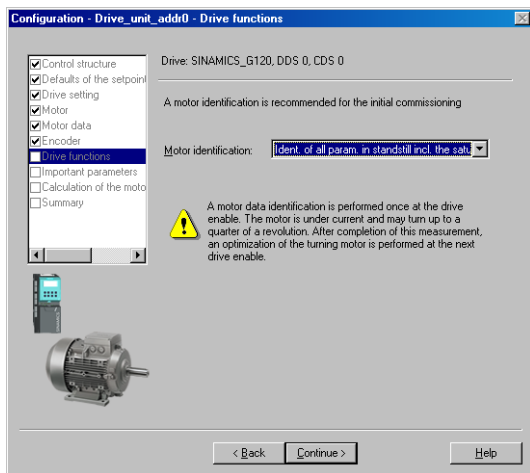 Configuration - Drive_unit_addr0 - Drive functions
Control structure
Defaults of the setpoint
Drive setting
Motor
Motor data
Encoder
Drive functions
Important parameters
Calculation of the moto
Summary
Drive: SINAMICS_G120, DDS 0, CDS 0
A motor identification is recommended for the initial commissioning
Motor identification:
Ident. of all param. in standstill incl. the satu
A motor data identification is performed once at the drive
enable. The motor is under current and may turn up to a
quarter of a revolution. After completion of this measurement,
an optimization of the turning motor is performed at the next
drive enable.
SINAMICS
< Back
Continue >
Help